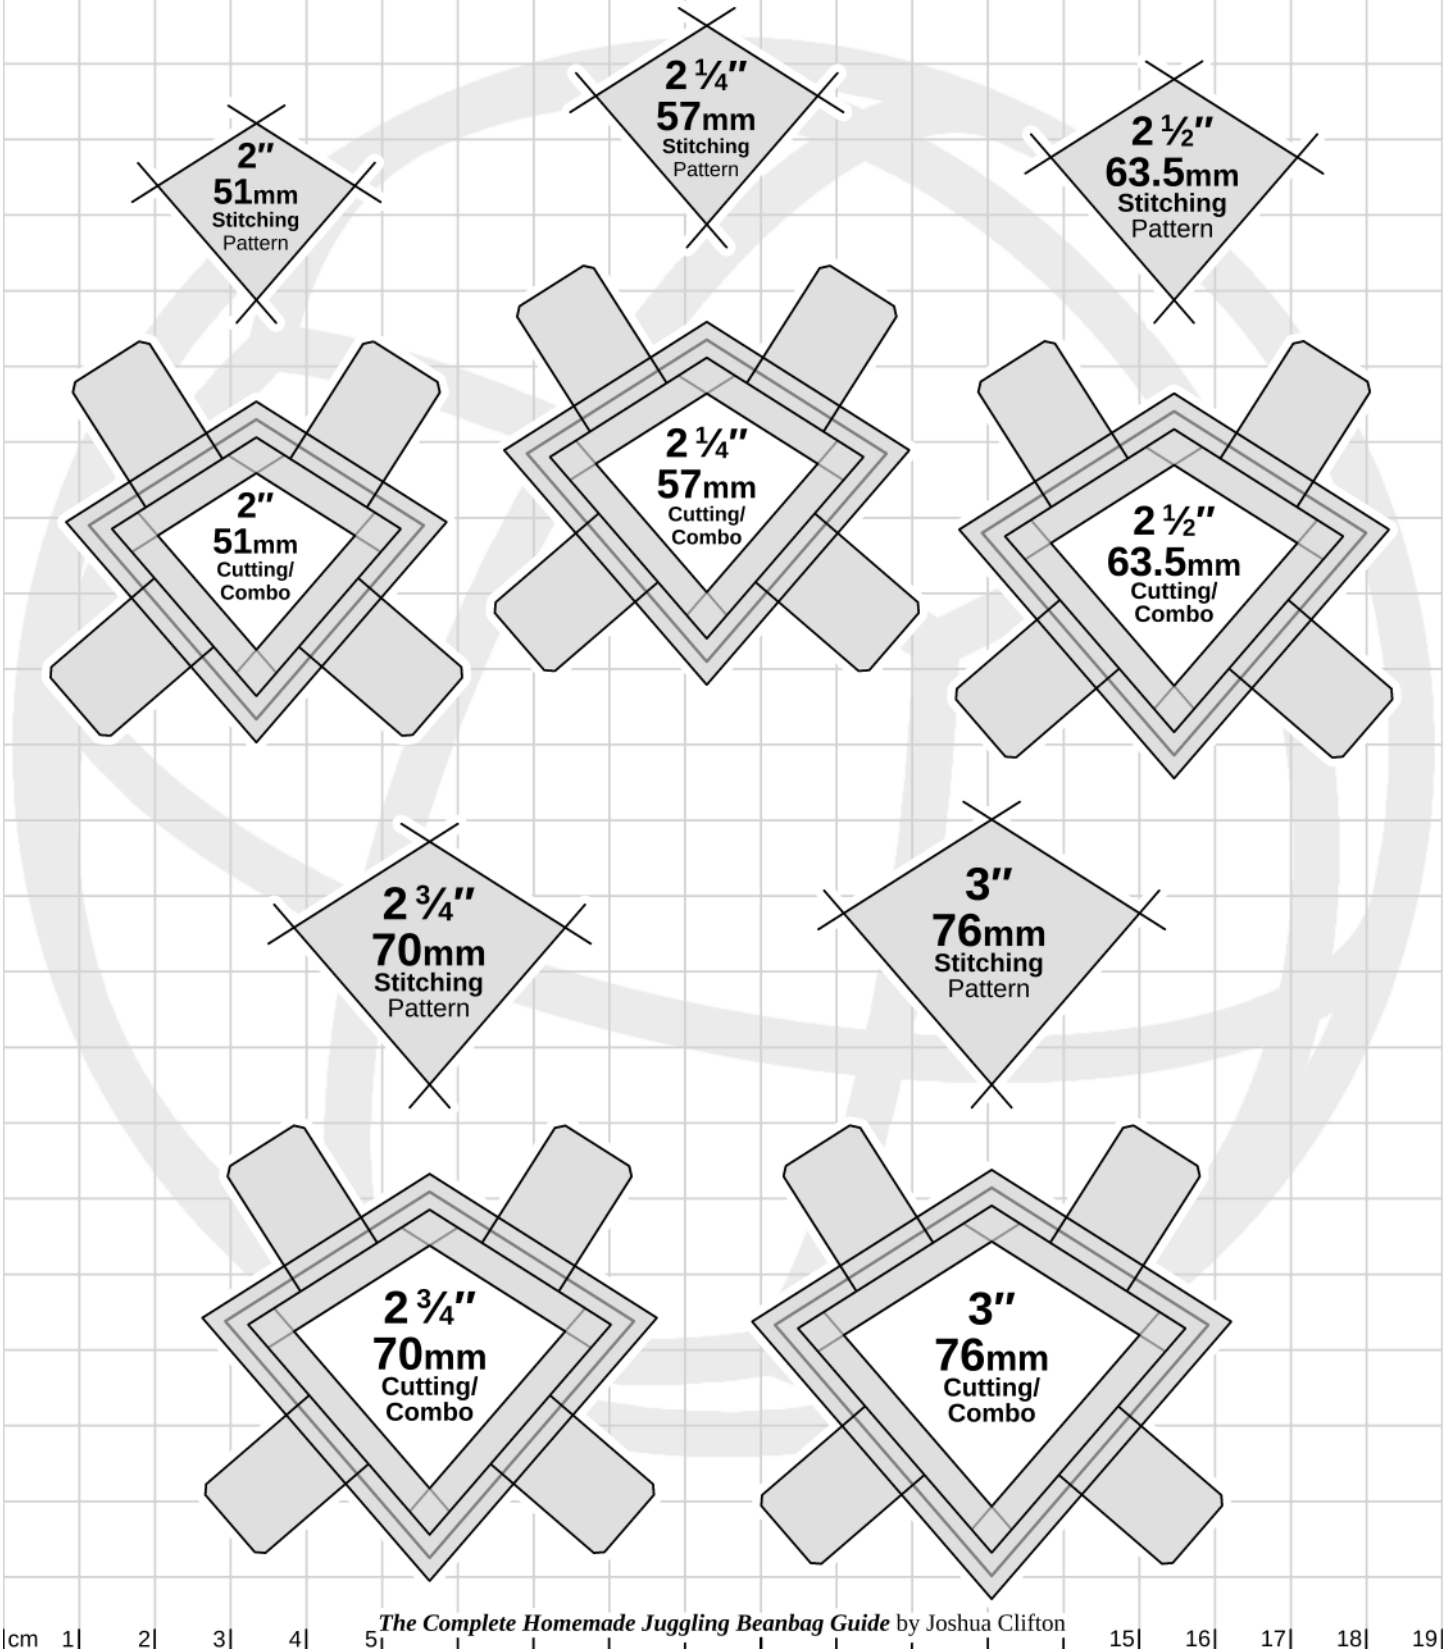 2 ¼″
57mm
Stitching
Pattern
2″
51mm
Stitching
Pattern
2 ½″
63.5mm
Stitching
Pattern
2″
51mm
Cutting/
Combo
2 ¼″
57mm
Cutting/
Combo
2 ½″
63.5mm
Cutting/
Combo
2 ¾″
70mm
Stitching
Pattern
3″
76mm
Stitching
Pattern
2 ¾″
70mm
Cutting/
Combo
3″
76mm
Cutting/
Combo
The Complete Homemade Juggling Beanbag Guide by Joshua Clifton
cm 1 2 3 4 5 15 16 17 18 19